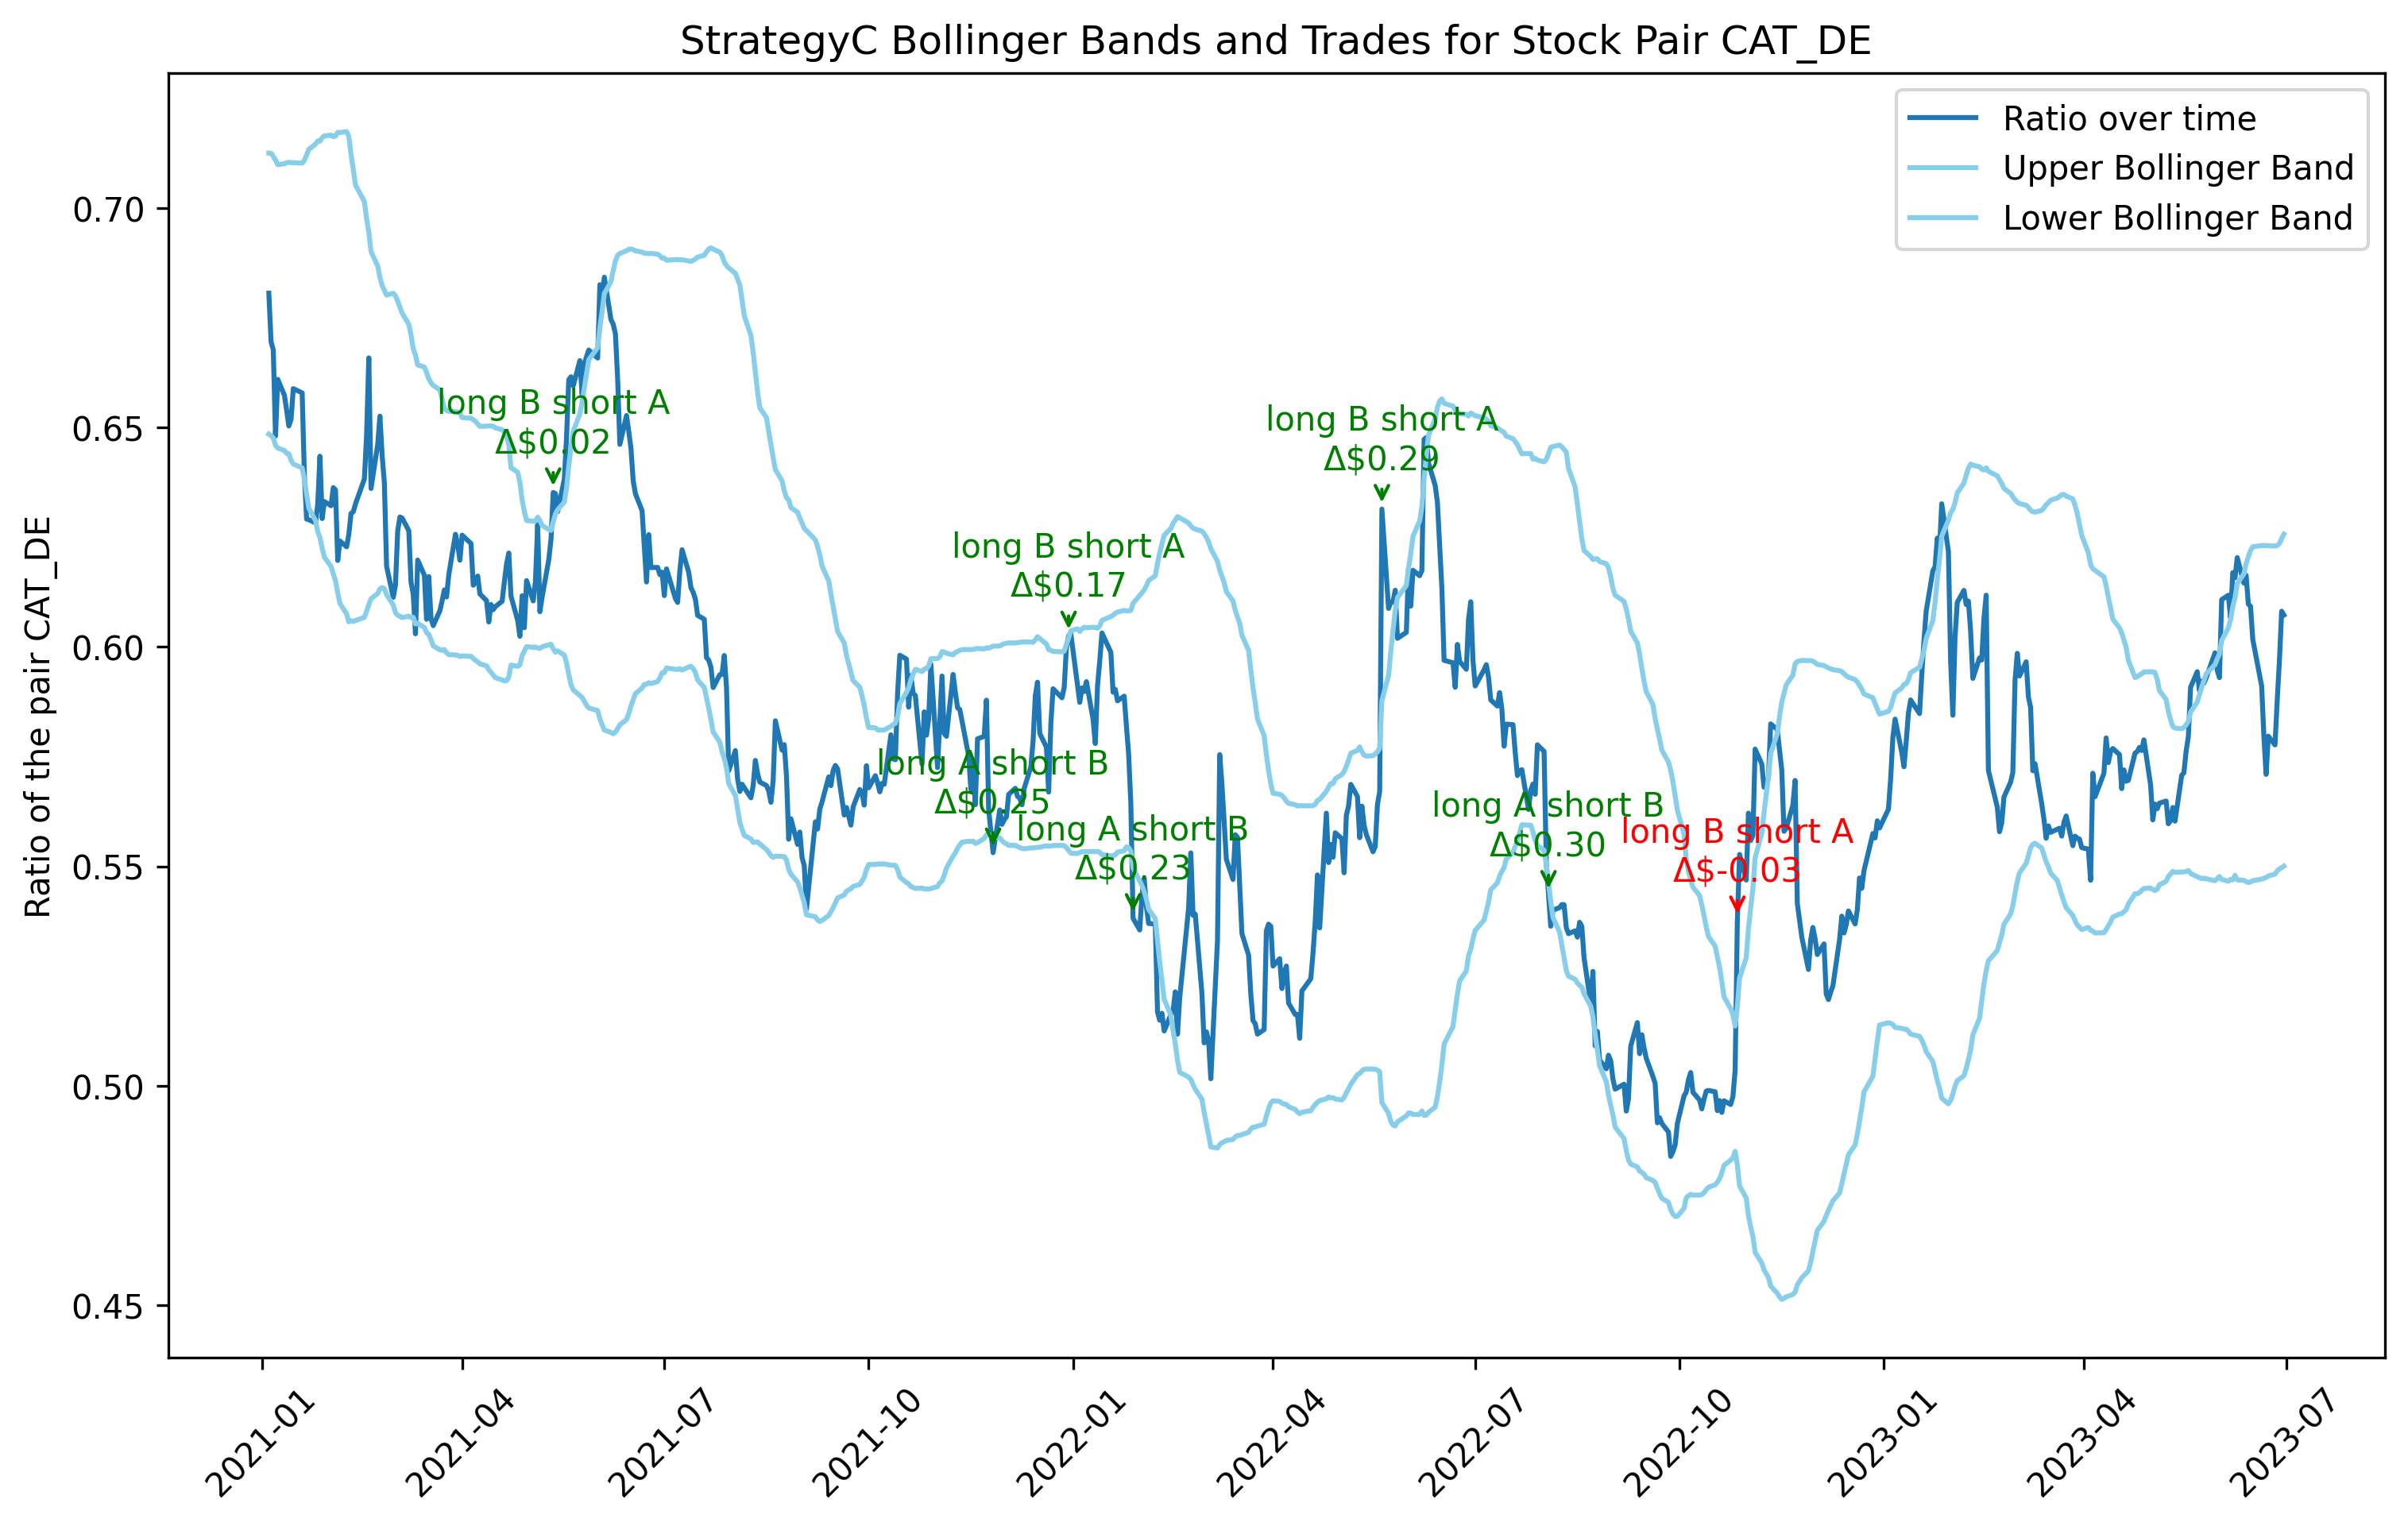 StrategyC Bollinger Bands and Trades for Stock Pair CAT_DE
Ratio over time
Upper Bollinger Band
Lower Bollinger Band
Ratio of the pair CAT_DE
0.70
0.65
0.60
0.55
0.50
0.45
long B short A
Δ$0.02
long B short A
Δ$0.29
long B short A
Δ$0.17
long A short B
Δ$0.25
long A short B
Δ$0.23
long A short B
Δ$0.30
long B short A
Δ$-0.03
2021-01
2021-04
2021-07
2021-10
2022-01
2022-04
2022-07
2022-10
2023-01
2023-04
2023-07